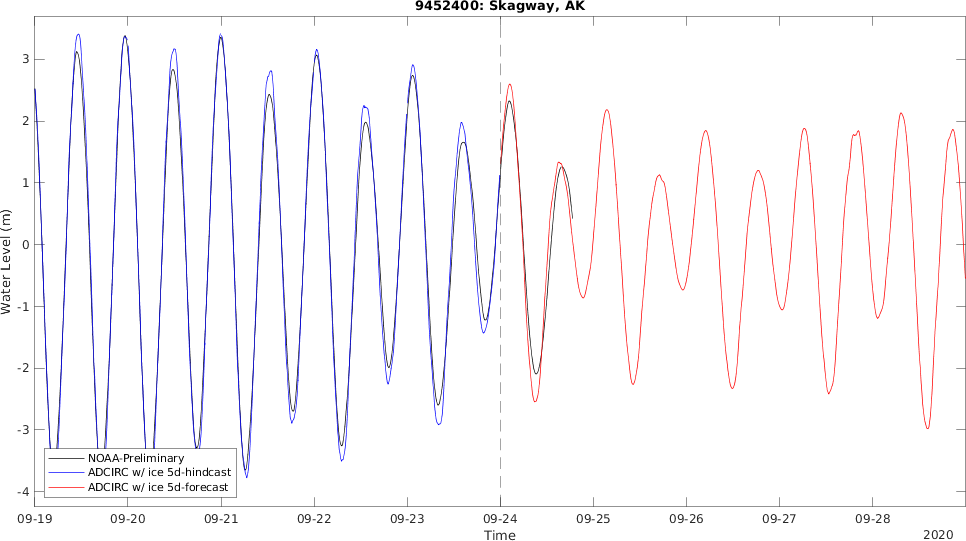 9452400: Skagway, AK
Water Level (m)
3
2
1
0
-1
-2
-3
-4
NOAA-Preliminary
ADCIRC w/ ice 5d-hindcast
ADCIRC w/ ice 5d-forecast
09-19 09-20 09-21 09-22 09-23 09-24 09-25 09-26 09-27 09-28
Time
2020